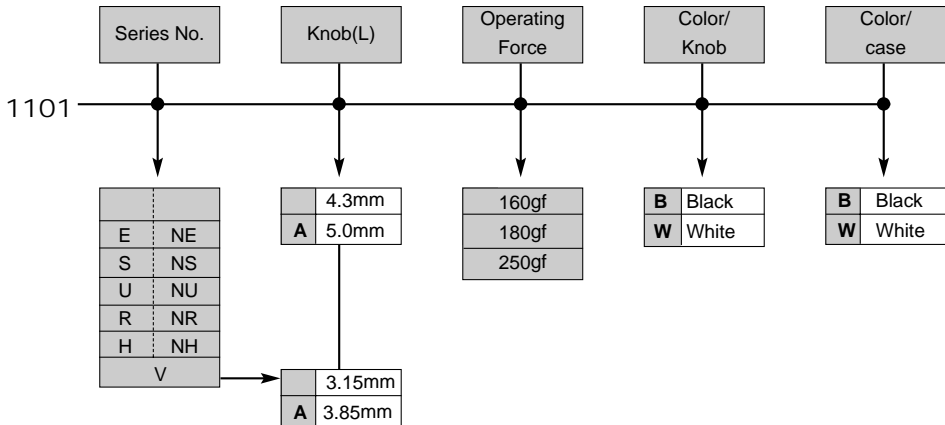 Series No.
Knob(L)
Operating
Force
Color/
Knob
Color/
case
1101
E NE
S NS
U NU
R NR
H NH
V
4.3mm
A 5.0mm
3.15mm
A 3.85mm
160gf
180gf
250gf
B Black
W White
B Black
W White